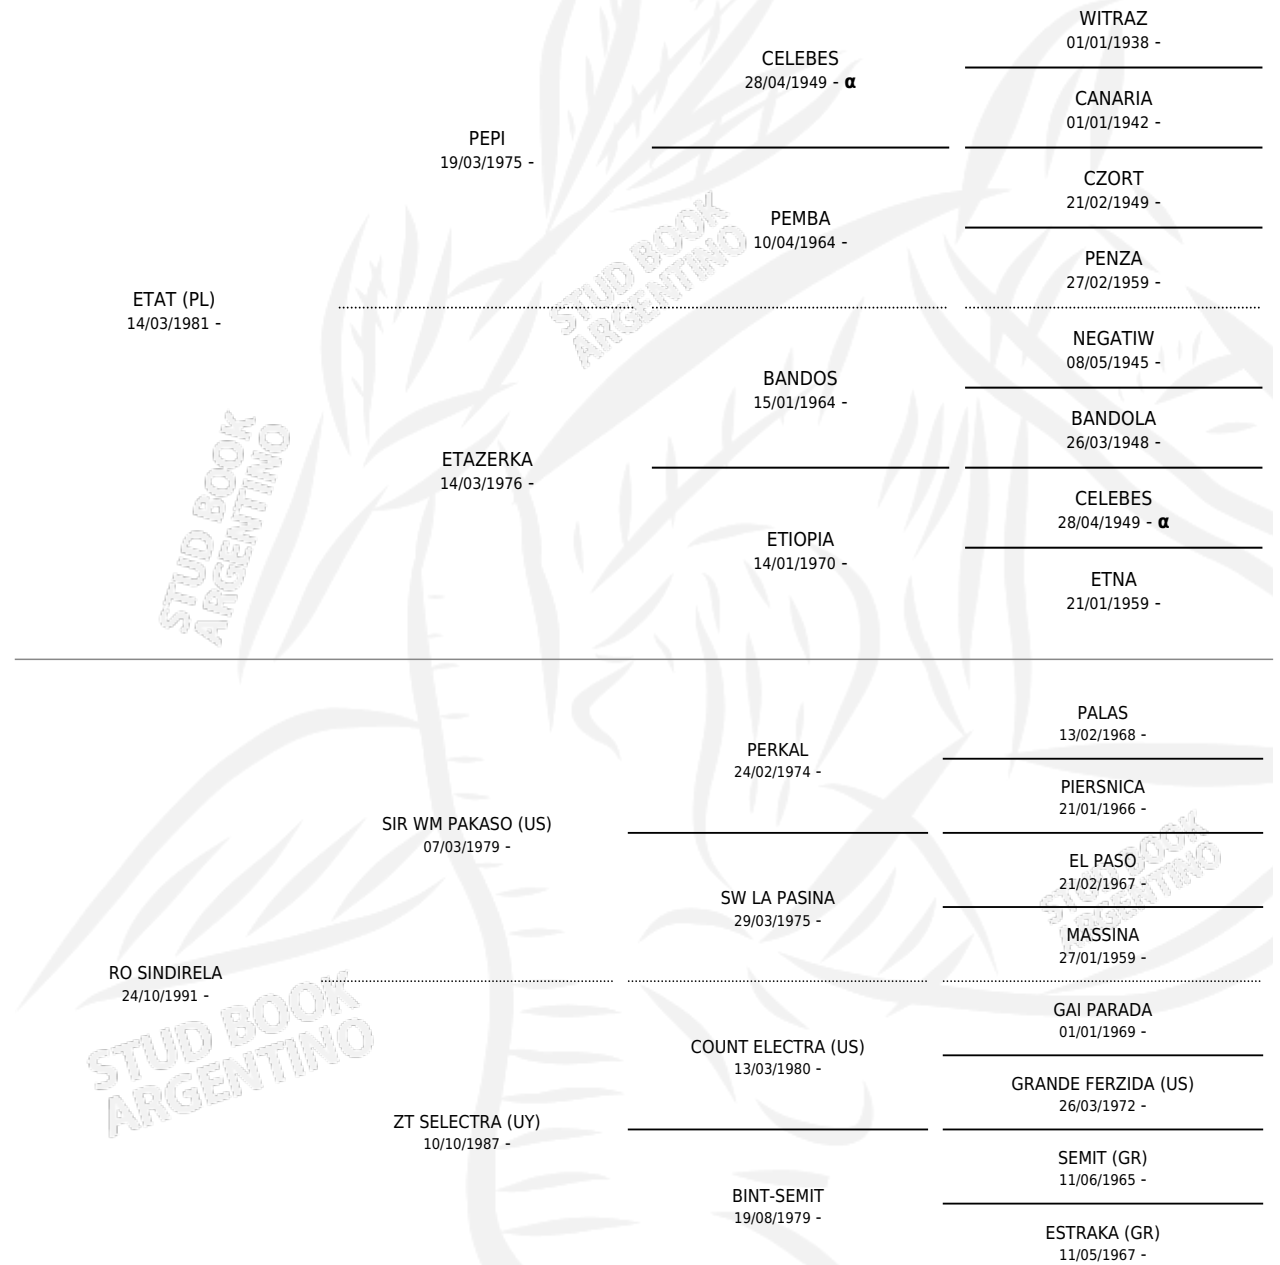 WITRAZ
01/01/1938 -
CELEBES
28/04/1949 - α
CANARIA
01/01/1942 -
PEPI
19/03/1975 -
CZORT
21/02/1949 -
PEMBA
10/04/1964 -
PENZA
27/02/1959 -
ETAT (PL)
14/03/1981 -
NEGATIW
08/05/1945 -
BANDOS
15/01/1964 -
BANDOLA
26/03/1948 -
ETAZERKA
14/03/1976 -
CELEBES
28/04/1949 - α
ETIOPIA
14/01/1970 -
ETNA
21/01/1959 -
PALAS
13/02/1968 -
PERKAL
24/02/1974 -
PIERSNICA
21/01/1966 -
SIR WM PAKASO (US)
07/03/1979 -
EL PASO
21/02/1967 -
SW LA PASINA
29/03/1975 -
MASSINA
27/01/1959 -
RO SINDIRELA
24/10/1991 -
GAI PARADA
01/01/1969 -
COUNT ELECTRA (US)
13/03/1980 -
GRANDE FERZIDA (US)
26/03/1972 -
ZT SELECTRA (UY)
10/10/1987 -
SEMIT (GR)
11/06/1965 -
BINT-SEMIT
19/08/1979 -
ESTRAKA (GR)
11/05/1967 -
STUD BOOK
ARGENTINO
STUD BOOK
ARGENTINO
STUD BOOK
ARGENTINO
STUD BOOK
ARGENTINO